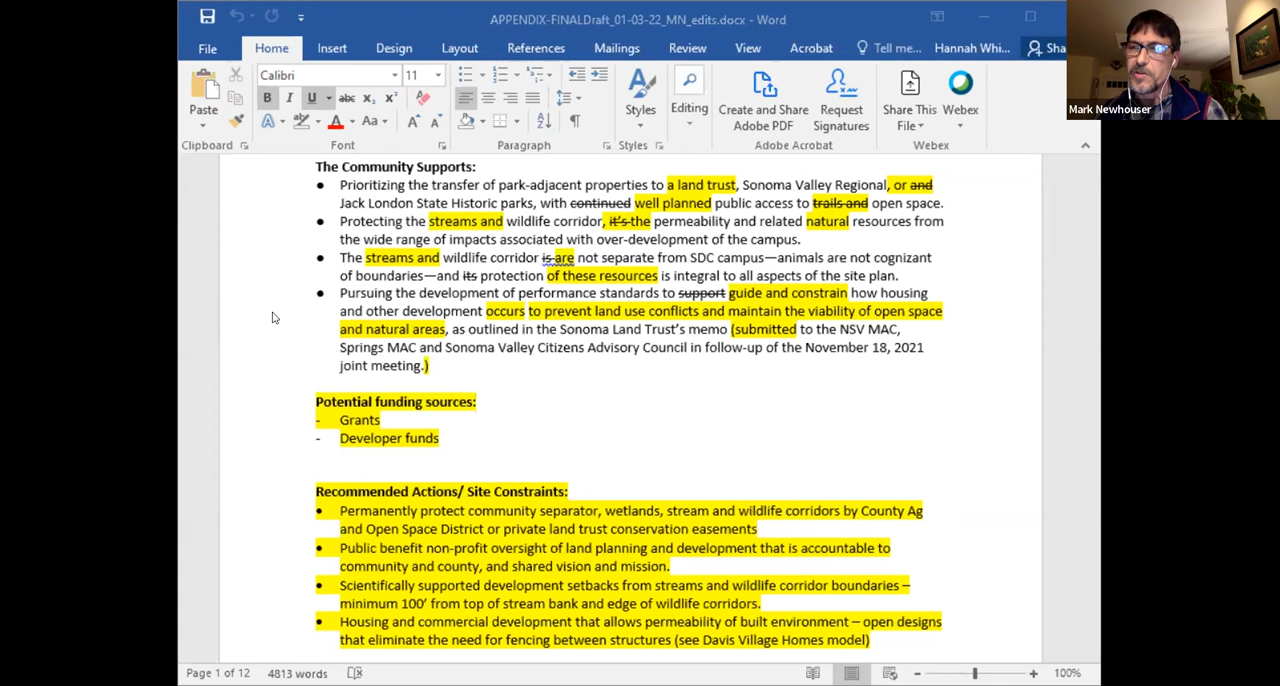 APPENDIX-FINALDraft_01-03-22_MN_edits.docx - Word
File Home Insert Design Layout References Mailings Review View Acrobat Tell me... Hannah Whi... Sha
Mark Newhouser
Paste
Calibri 11
B I U abc x₂ x²
A aby A Aa A A
Styles
Editing
Create and Share Adobe PDF
Request Signatures
Share This File
Webex
Clipboard Font Paragraph Styles Adobe Acrobat Webex
The Community Supports:
● Prioritizing the transfer of park-adjacent properties to a land trust, Sonoma Valley Regional, or and
Jack London State Historic parks, with continued well planned public access to trails and open space.
● Protecting the streams and wildlife corridor, it's the permeability and related natural resources from
the wide range of impacts associated with over-development of the campus.
● The streams and wildlife corridor is are not separate from SDC campus—animals are not cognizant
of boundaries—and its protection of these resources is integral to all aspects of the site plan.
● Pursuing the development of performance standards to support guide and constrain how housing
and other development occurs to prevent land use conflicts and maintain the viability of open space
and natural areas, as outlined in the Sonoma Land Trust's memo (submitted to the NSV MAC,
Springs MAC and Sonoma Valley Citizens Advisory Council in follow-up of the November 18, 2021
joint meeting.)
Potential funding sources:
- Grants
- Developer funds
Recommended Actions/ Site Constraints:
● Permanently protect community separator, wetlands, stream and wildlife corridors by County Ag
and Open Space District or private land trust conservation easements
● Public benefit non-profit oversight of land planning and development that is accountable to
community and county, and shared vision and mission.
● Scientifically supported development setbacks from streams and wildlife corridor boundaries –
minimum 100' from top of stream bank and edge of wildlife corridors.
● Housing and commercial development that allows permeability of built environment – open designs
that eliminate the need for fencing between structures (see Davis Village Homes model)
Page 1 of 12 4813 words 100%